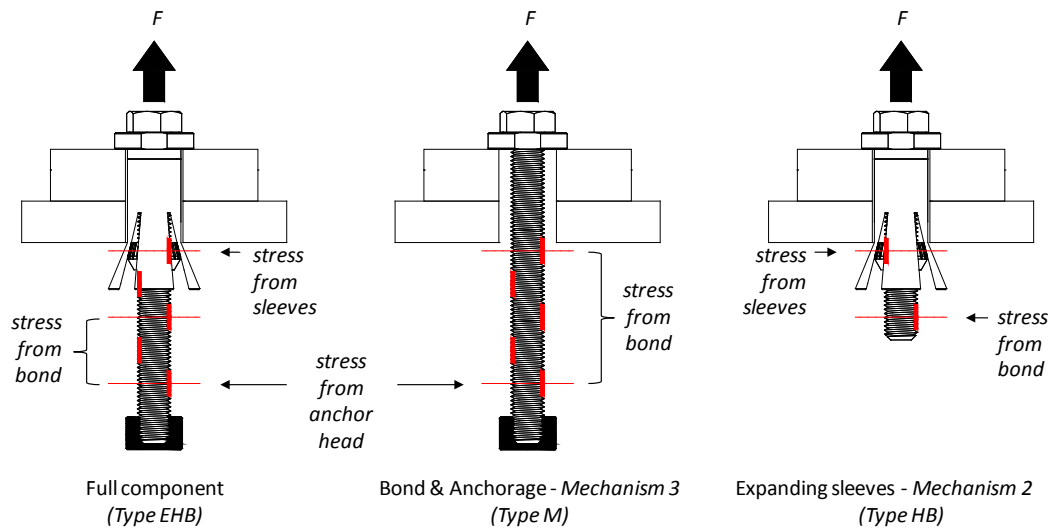 F
F
F
stress
from
sleeves
stress
from
bond
stress
from
anchor
head
stress
from
bond
stress
from
sleeves
stress
from
bond
Full component
(Type EHB)
Bond & Anchorage - Mechanism 3
(Type M)
Expanding sleeves - Mechanism 2
(Type HB)